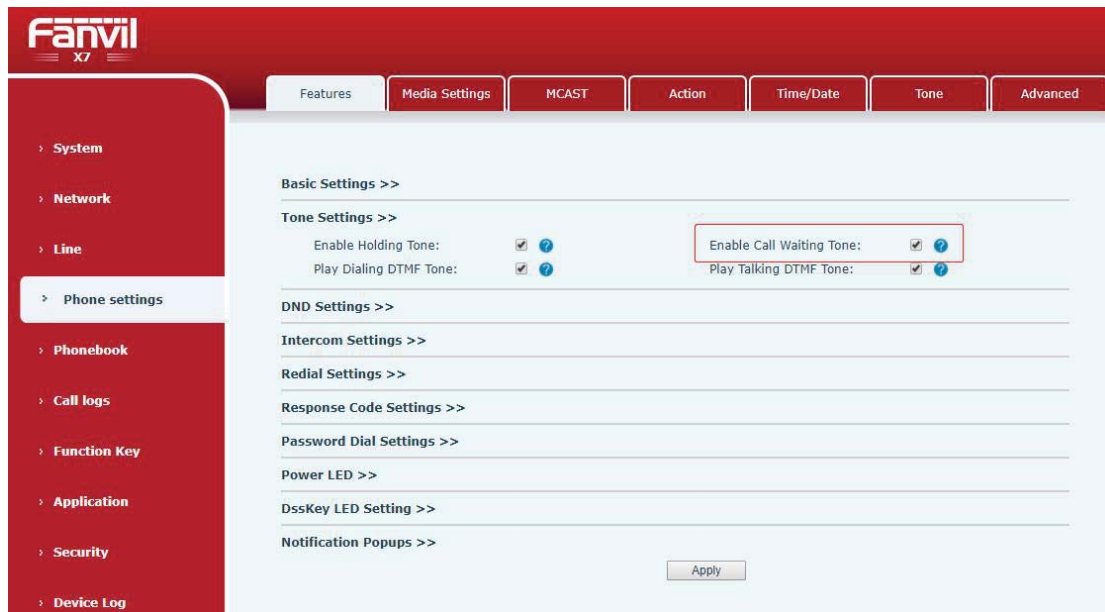 Fanvil
X7
Features Media Settings MCAST Action Time/Date Tone Advanced
› System
› Network
› Line
› Phone settings
› Phonebook
› Call logs
› Function Key
› Application
› Security
› Device Log
Basic Settings >>
Tone Settings >>
Enable Holding Tone: ? Enable Call Waiting Tone: ?
Play Dialing DTMF Tone: ? Play Talking DTMF Tone: ?
DND Settings >>
Intercom Settings >>
Redial Settings >>
Response Code Settings >>
Password Dial Settings >>
Power LED >>
DssKey LED Setting >>
Notification Popups >>
Apply